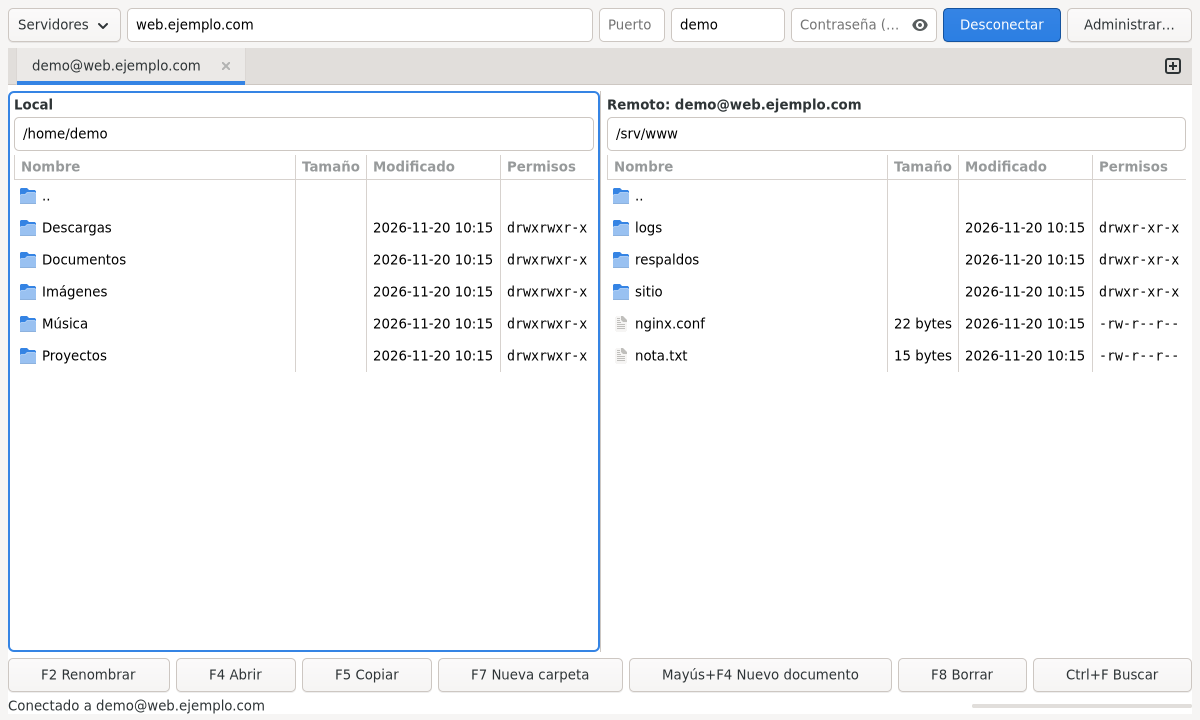 Servidores web.ejemplo.com Puerto demo Contraseña (... Desconectar Administrar...
demo@web.ejemplo.com
Local
/home/demo
Nombre Tamaño Modificado Permisos
..
Descargas 2026-11-20 10:15 drwxrwxr-x
Documentos 2026-11-20 10:15 drwxrwxr-x
Imágenes 2026-11-20 10:15 drwxrwxr-x
Música 2026-11-20 10:15 drwxrwxr-x
Proyectos 2026-11-20 10:15 drwxrwxr-x
Remoto: demo@web.ejemplo.com
/srv/www
Nombre Tamaño Modificado Permisos
..
logs 2026-11-20 10:15 drwxr-xr-x
respaldos 2026-11-20 10:15 drwxr-xr-x
sitio 2026-11-20 10:15 drwxr-xr-x
nginx.conf 22 bytes 2026-11-20 10:15 -rw-r--r--
nota.txt 15 bytes 2026-11-20 10:15 -rw-r--r--
F2 Renombrar F4 Abrir F5 Copiar F7 Nueva carpeta Mayús+F4 Nuevo documento F8 Borrar Ctrl+F Buscar
Conectado a demo@web.ejemplo.com